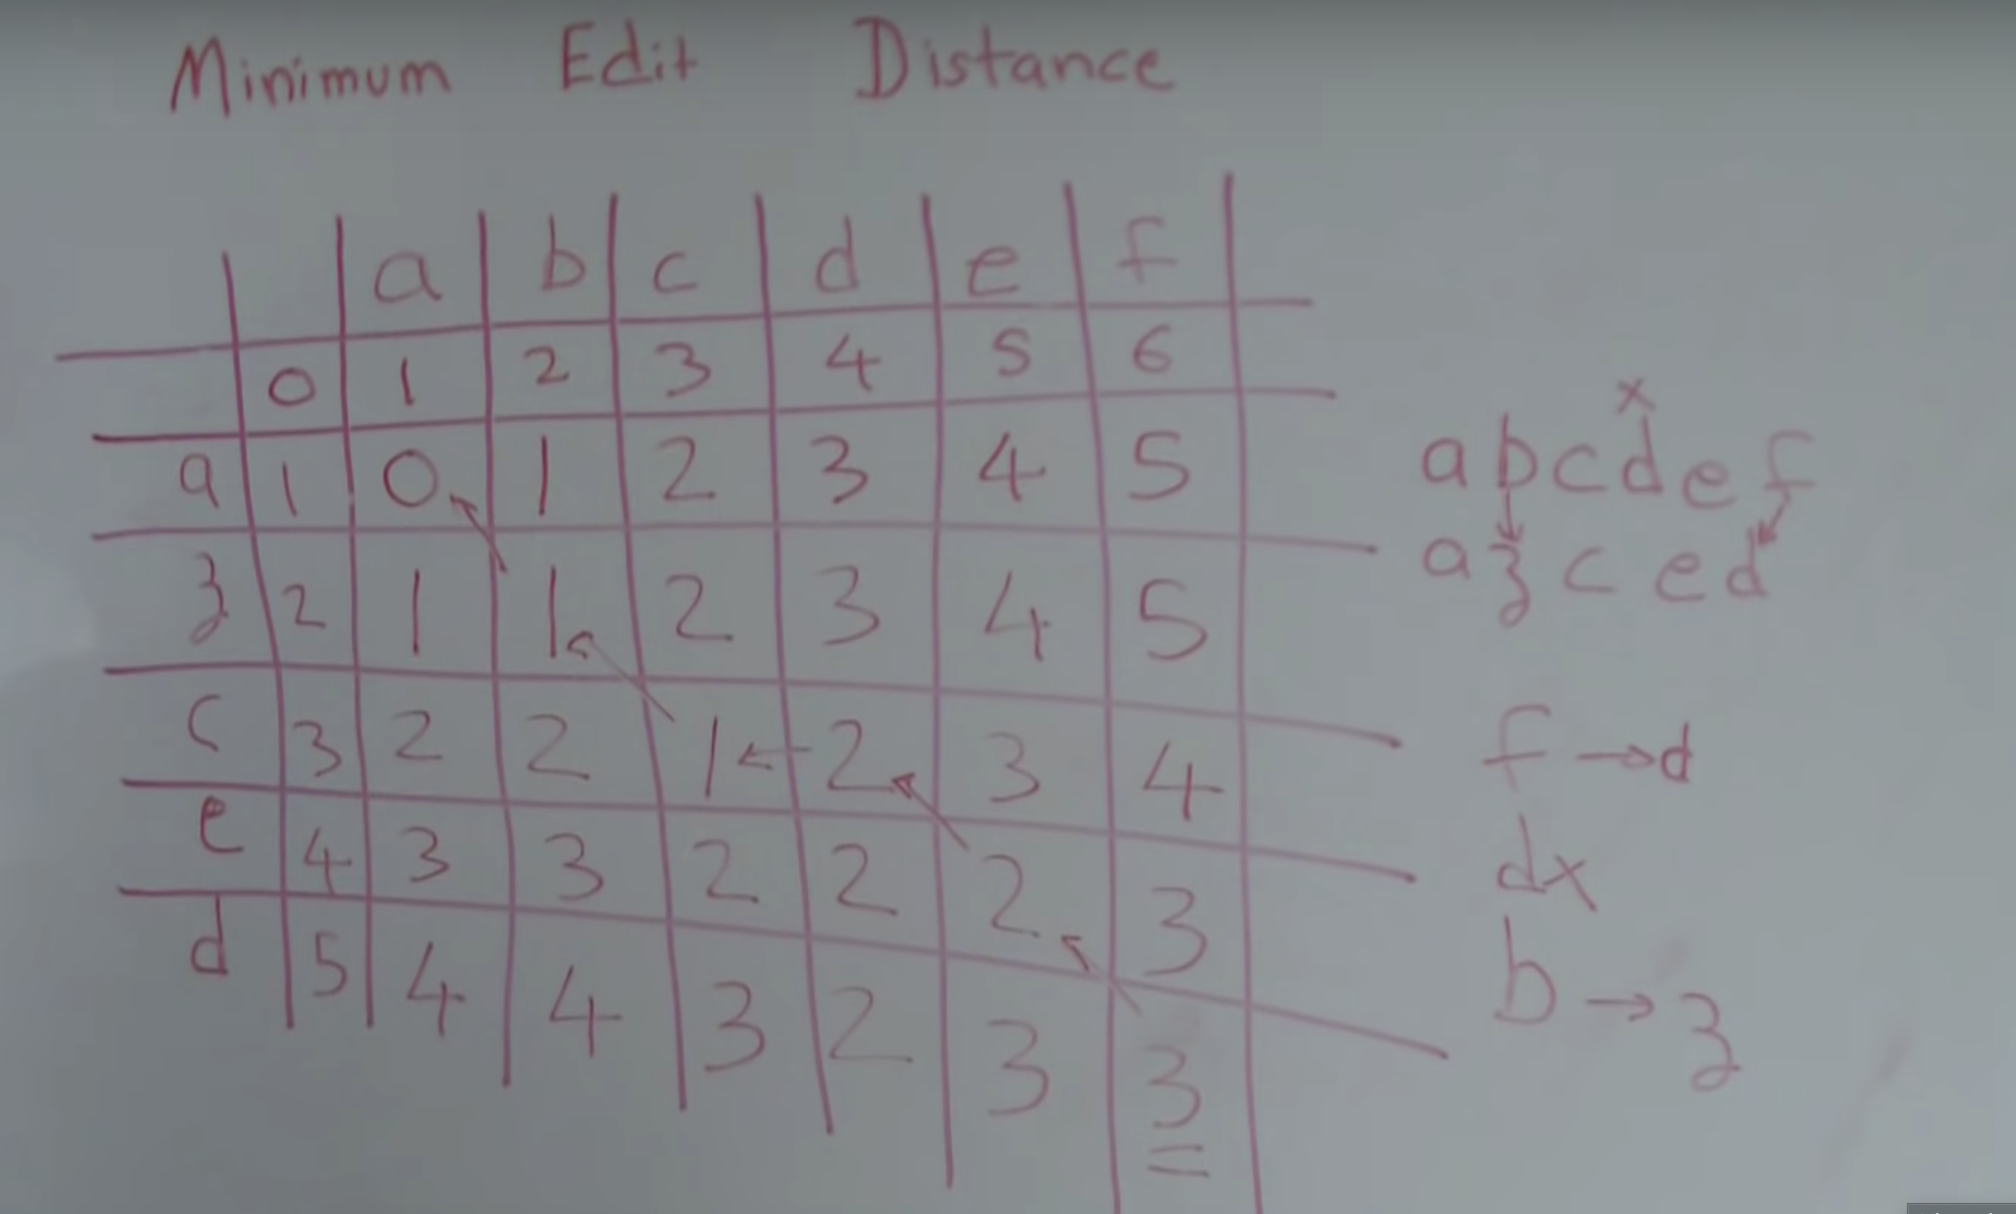 Minimum Edit Distance
a b c d e f
0 1 2 3 4 5 6
a 1 0 1 2 3 4 5
z 2 1 1 2 3 4 5
c 3 2 2 1 ← 2 3 4
e 4 3 3 2 2 2 3
d 5 4 4 3 2 3 3
x
a b c d e f
a z c e d
f → d
d x
b → z